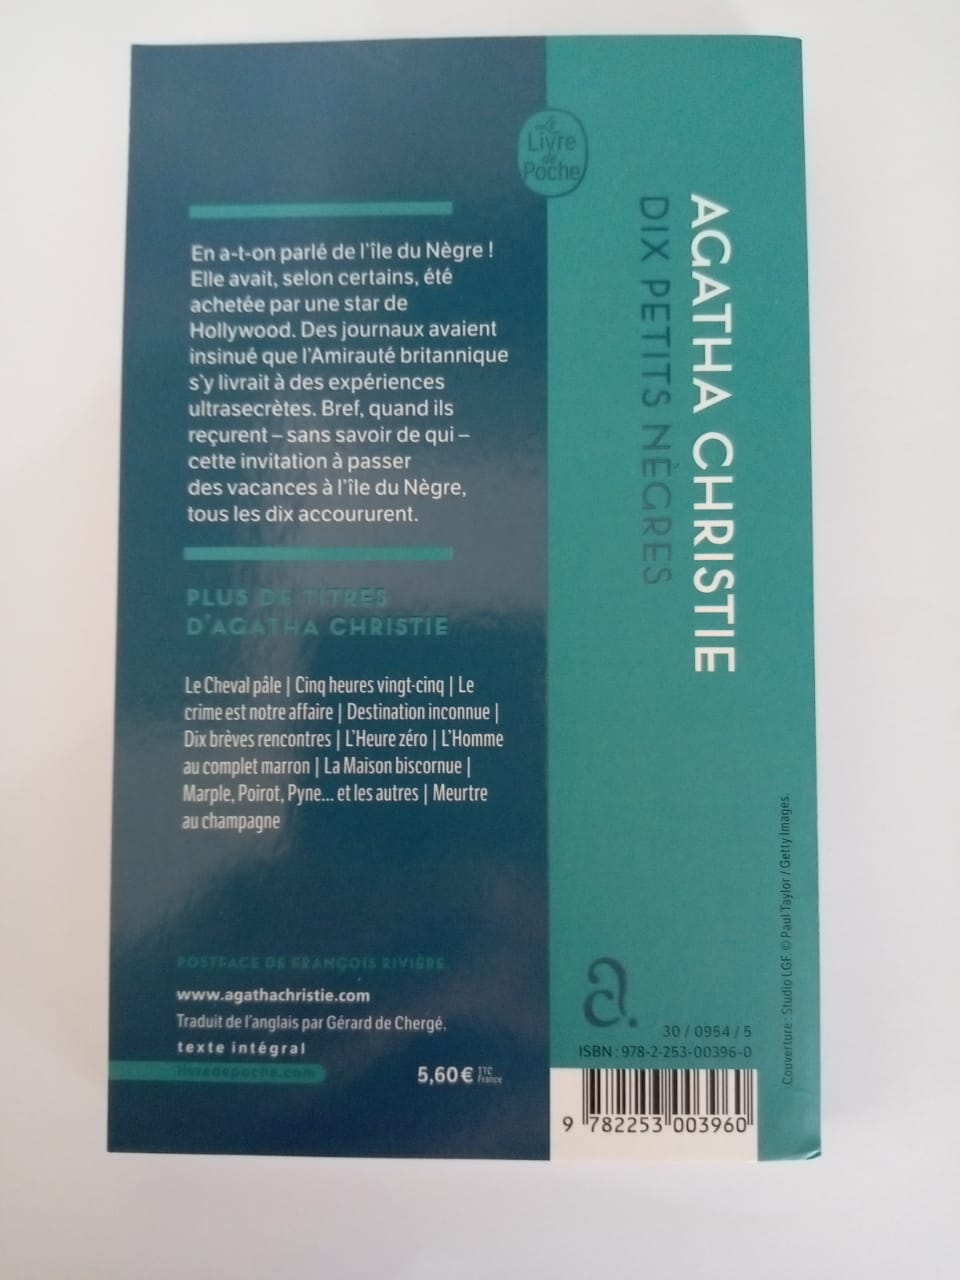 Le
Livre
de
Poche
AGATHA CHRISTIE
DIX PETITS NÈGRES
En a-t-on parlé de l'île du Nègre !
Elle avait, selon certains, été
achetée par une star de
Hollywood. Des journaux avaient
insinué que l'Amirauté britannique
s'y livrait à des expériences
ultrasecrètes. Bref, quand ils
reçurent – sans savoir de qui –
cette invitation à passer
des vacances à l'île du Nègre,
tous les dix accoururent.
PLUS DE TITRES
D'AGATHA CHRISTIE
Le Cheval pâle | Cinq heures vingt-cinq | Le
crime est notre affaire | Destination inconnue |
Dix brèves rencontres | L'Heure zéro | L'Homme
au complet marron | La Maison biscornue |
Marple, Poirot, Pyne... et les autres | Meurtre
au champagne
POSTFACE DE FRANÇOIS RIVIÈRE.
www.agathachristie.com
Traduit de l'anglais par Gérard de Chergé.
texte intégral
livredepoche.com
5,60 € TTC France
a.
30 / 0954 / 5
ISBN : 978-2-253-00396-0
9 782253 003960
Couverture : Studio LGF. © Paul Taylor / Getty Images.